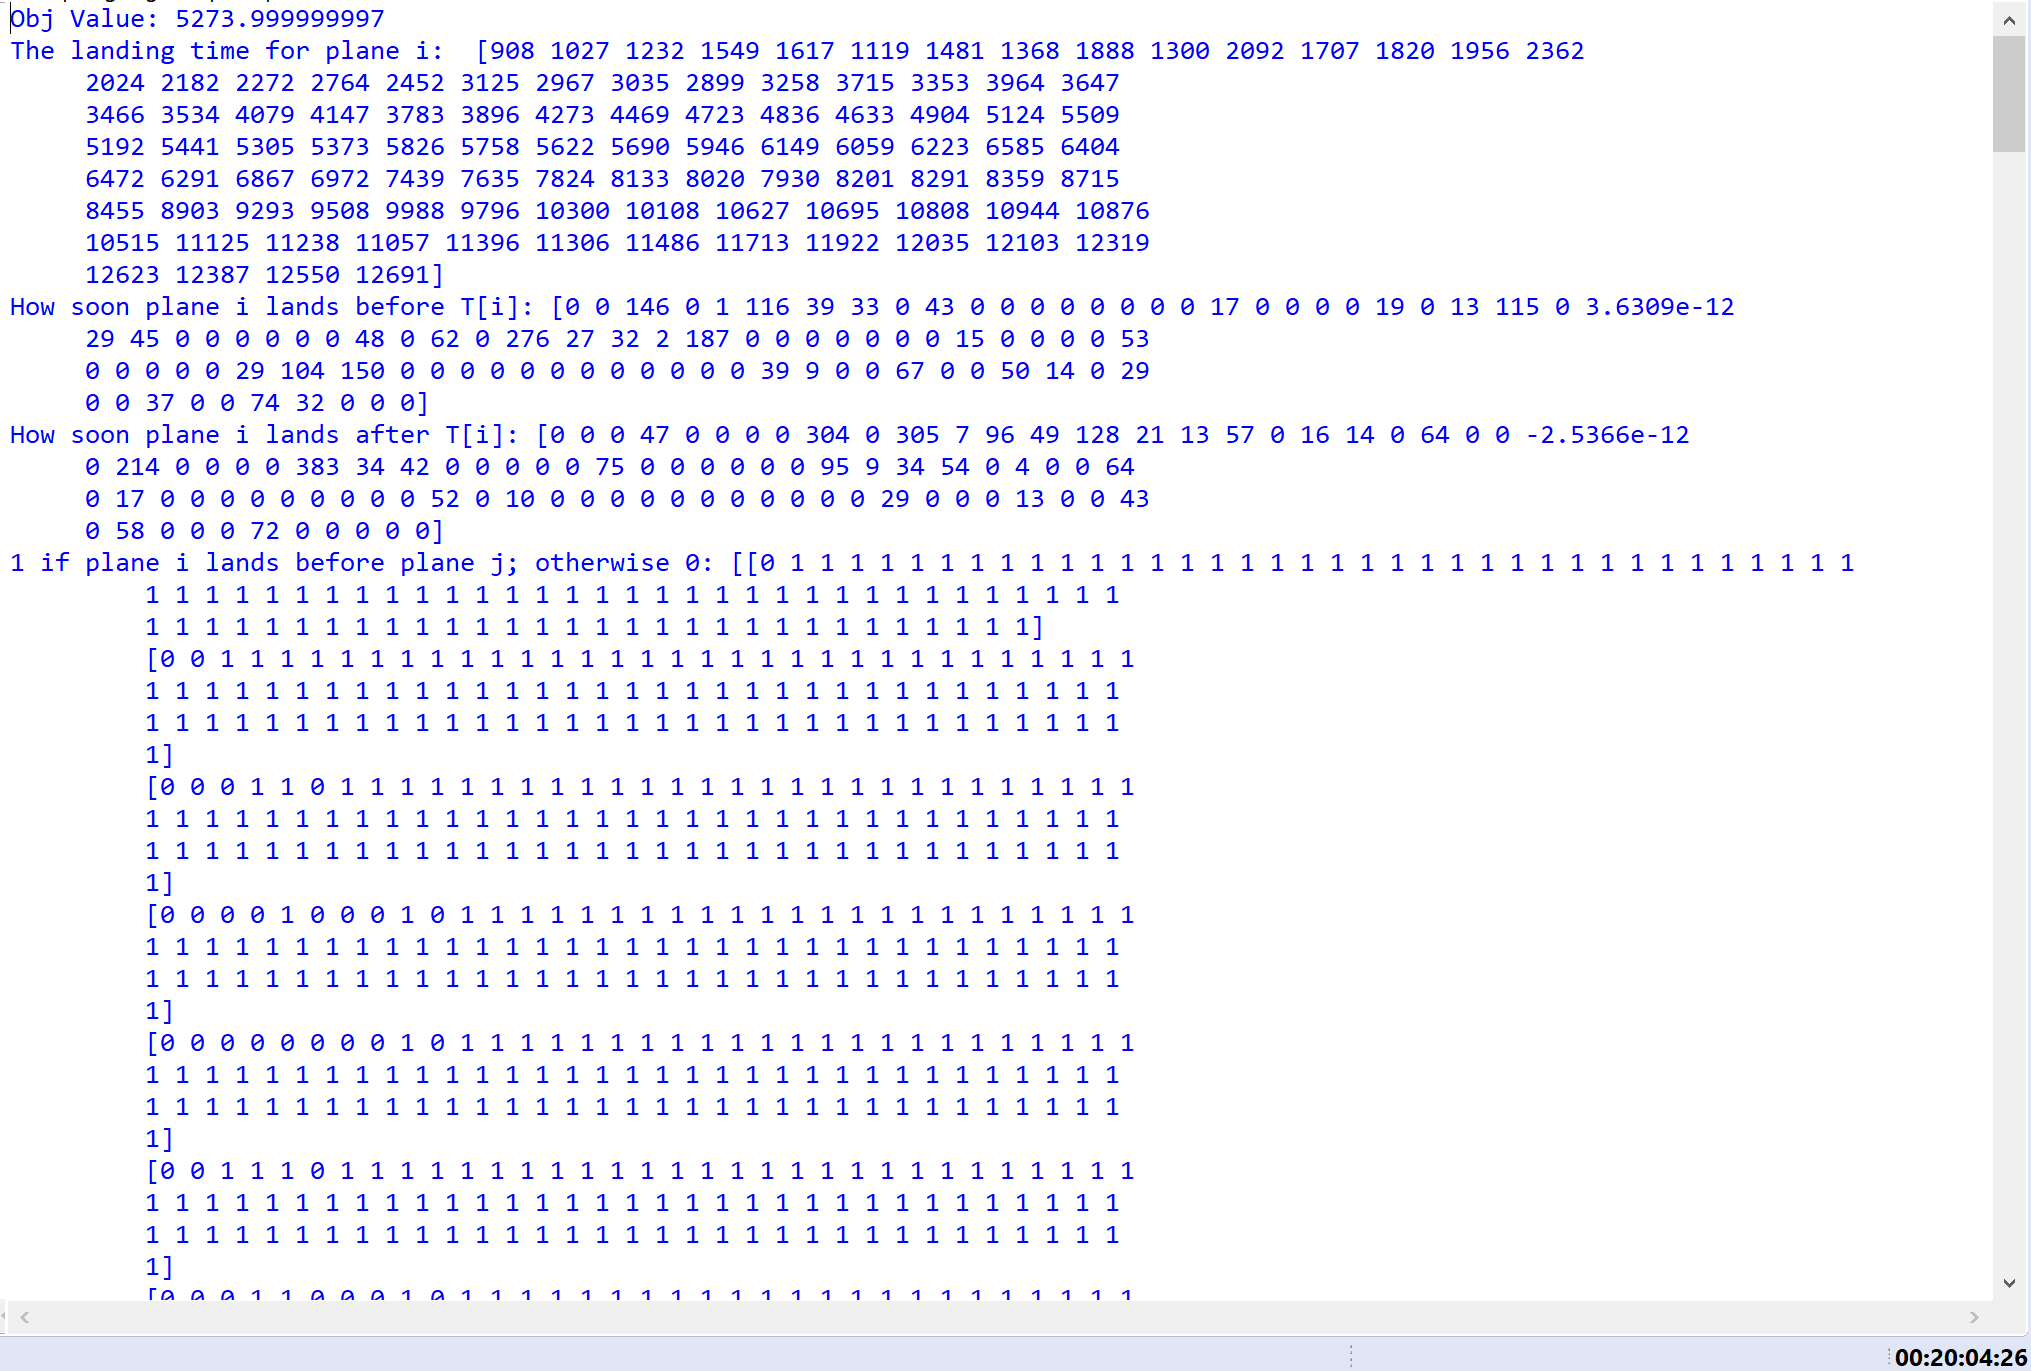 Obj Value: 5273.999999997
The landing time for plane i:  [908 1027 1232 1549 1617 1119 1481 1368 1888 1300 2092 1707 1820 1956 2362
2024 2182 2272 2764 2452 3125 2967 3035 2899 3258 3715 3353 3964 3647
3466 3534 4079 4147 3783 3896 4273 4469 4723 4836 4633 4904 5124 5509
5192 5441 5305 5373 5826 5758 5622 5690 5946 6149 6059 6223 6585 6404
6472 6291 6867 6972 7439 7635 7824 8133 8020 7930 8201 8291 8359 8715
8455 8903 9293 9508 9988 9796 10300 10108 10627 10695 10808 10944 10876
10515 11125 11238 11057 11396 11306 11486 11713 11922 12035 12103 12319
12623 12387 12550 12691]
How soon plane i lands before T[i]: [0 0 146 0 1 116 39 33 0 43 0 0 0 0 0 0 0 0 17 0 0 0 0 19 0 13 115 0 3.6309e-12
29 45 0 0 0 0 0 0 48 0 62 0 276 27 32 2 187 0 0 0 0 0 0 0 15 0 0 0 0 53
0 0 0 0 0 29 104 150 0 0 0 0 0 0 0 0 0 0 0 0 39 9 0 0 67 0 0 50 14 0 29
0 0 37 0 0 74 32 0 0 0]
How soon plane i lands after T[i]: [0 0 0 47 0 0 0 0 304 0 305 7 96 49 128 21 13 57 0 16 14 0 64 0 0 -2.5366e-12
0 214 0 0 0 0 383 34 42 0 0 0 0 0 75 0 0 0 0 0 0 95 9 34 54 0 4 0 0 64
0 17 0 0 0 0 0 0 0 0 0 52 0 10 0 0 0 0 0 0 0 0 0 0 0 29 0 0 0 13 0 0 43
0 58 0 0 0 72 0 0 0 0 0]
1 if plane i lands before plane j; otherwise 0: [[0 1 1 1 1 1 1 1 1 1 1 1 1 1 1 1 1 1 1 1 1 1 1 1 1 1 1 1 1 1 1 1 1 1 1 1 1
1 1 1 1 1 1 1 1 1 1 1 1 1 1 1 1 1 1 1 1 1 1 1 1 1 1 1 1 1 1 1 1 1
1 1 1 1 1 1 1 1 1 1 1 1 1 1 1 1 1 1 1 1 1 1 1 1 1 1 1 1 1 1]
[0 0 1 1 1 1 1 1 1 1 1 1 1 1 1 1 1 1 1 1 1 1 1 1 1 1 1 1 1 1 1 1 1
1 1 1 1 1 1 1 1 1 1 1 1 1 1 1 1 1 1 1 1 1 1 1 1 1 1 1 1 1 1 1 1 1
1 1 1 1 1 1 1 1 1 1 1 1 1 1 1 1 1 1 1 1 1 1 1 1 1 1 1 1 1 1 1 1 1
1]
[0 0 0 1 1 0 1 1 1 1 1 1 1 1 1 1 1 1 1 1 1 1 1 1 1 1 1 1 1 1 1 1 1
1 1 1 1 1 1 1 1 1 1 1 1 1 1 1 1 1 1 1 1 1 1 1 1 1 1 1 1 1 1 1 1 1
1 1 1 1 1 1 1 1 1 1 1 1 1 1 1 1 1 1 1 1 1 1 1 1 1 1 1 1 1 1 1 1 1
1]
[0 0 0 0 1 0 0 0 1 0 1 1 1 1 1 1 1 1 1 1 1 1 1 1 1 1 1 1 1 1 1 1 1
1 1 1 1 1 1 1 1 1 1 1 1 1 1 1 1 1 1 1 1 1 1 1 1 1 1 1 1 1 1 1 1 1
1 1 1 1 1 1 1 1 1 1 1 1 1 1 1 1 1 1 1 1 1 1 1 1 1 1 1 1 1 1 1 1 1
1]
[0 0 0 0 0 0 0 0 1 0 1 1 1 1 1 1 1 1 1 1 1 1 1 1 1 1 1 1 1 1 1 1 1
1 1 1 1 1 1 1 1 1 1 1 1 1 1 1 1 1 1 1 1 1 1 1 1 1 1 1 1 1 1 1 1 1
1 1 1 1 1 1 1 1 1 1 1 1 1 1 1 1 1 1 1 1 1 1 1 1 1 1 1 1 1 1 1 1 1
1]
[0 0 1 1 1 0 1 1 1 1 1 1 1 1 1 1 1 1 1 1 1 1 1 1 1 1 1 1 1 1 1 1 1
1 1 1 1 1 1 1 1 1 1 1 1 1 1 1 1 1 1 1 1 1 1 1 1 1 1 1 1 1 1 1 1 1
1 1 1 1 1 1 1 1 1 1 1 1 1 1 1 1 1 1 1 1 1 1 1 1 1 1 1 1 1 1 1 1 1
1]
[0 0 0 1 1 0 0 0 1 0 1 1 1 1 1 1 1 1 1 1 1 1 1 1 1 1 1 1 1 1 1 1 1
00:20:04:26